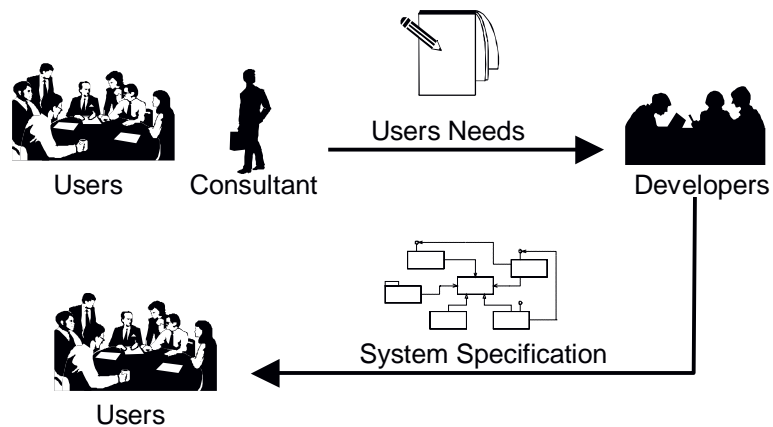 Users Needs
Users
Consultant
Developers
System Specification
Users